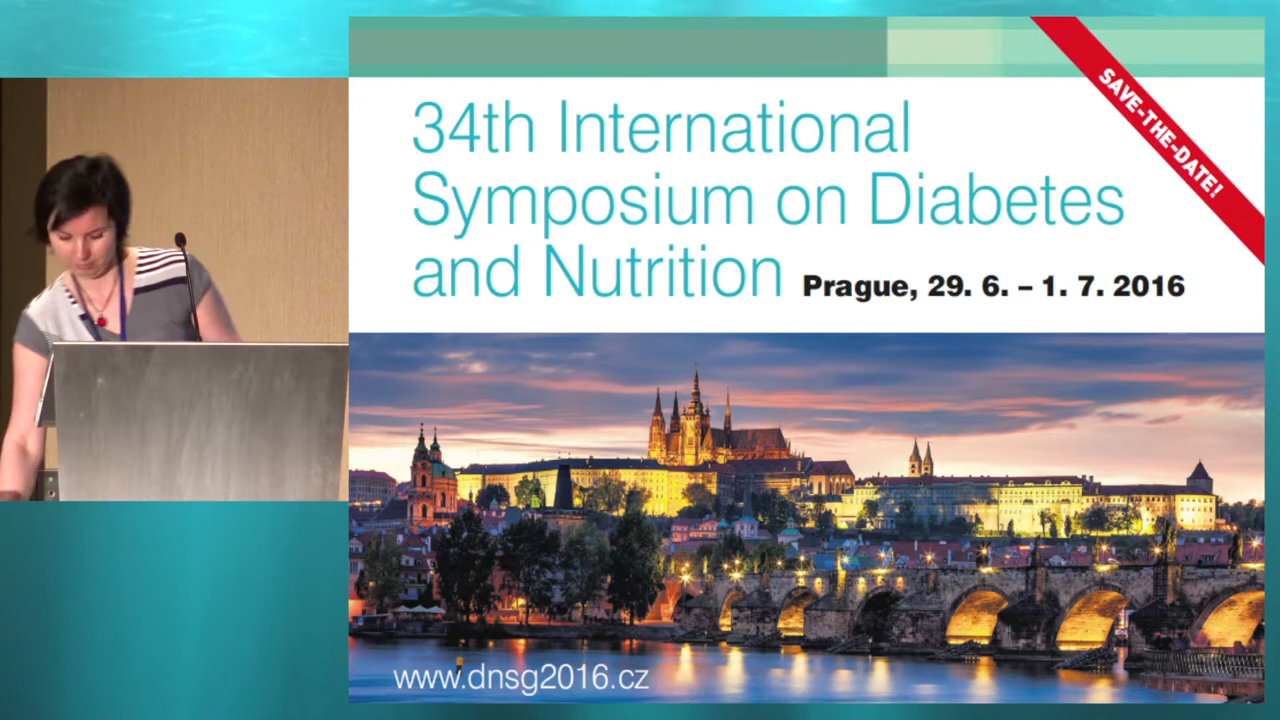 SAVE-THE-DATE!
34th International
Symposium on Diabetes
and Nutrition Prague, 29. 6. – 1. 7. 2016
www.dnsg2016.cz